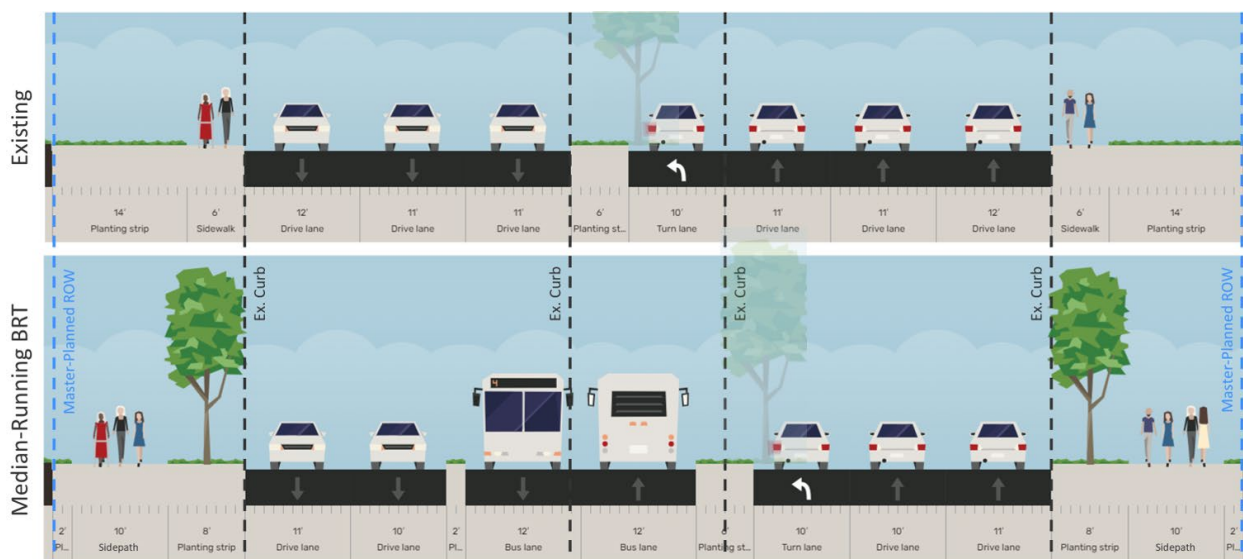 Existing
14' 6' 12' 11' 11' 6' 10' 11' 11' 12' 6' 14'
Planting strip Sidewalk Drive lane Drive lane Drive lane Planting st... Turn lane Drive lane Drive lane Drive lane Sidewalk Planting strip
Median-Running BRT
Master-Planned ROW
Ex. Curb
Ex. Curb
Ex. Curb
Ex. Curb
Master-Planned ROW
4
2' 10' 8' 11' 10' 2' 12' 12' 6' 10' 10' 11' 8' 10' 2'
Pl... Sidepath Planting strip Drive lane Drive lane Pl... Bus lane Bus lane Planting st... Turn lane Drive lane Drive lane Planting strip Sidepath Pl...